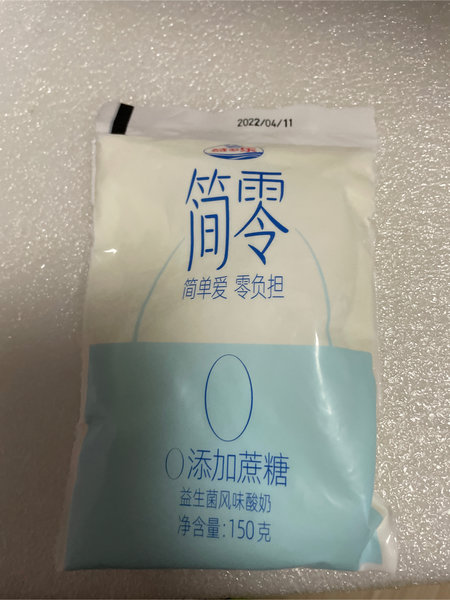 2022/04/11
简零
简单爱 零负担
0
0添加蔗糖
益生菌风味酸奶
净含量:150克